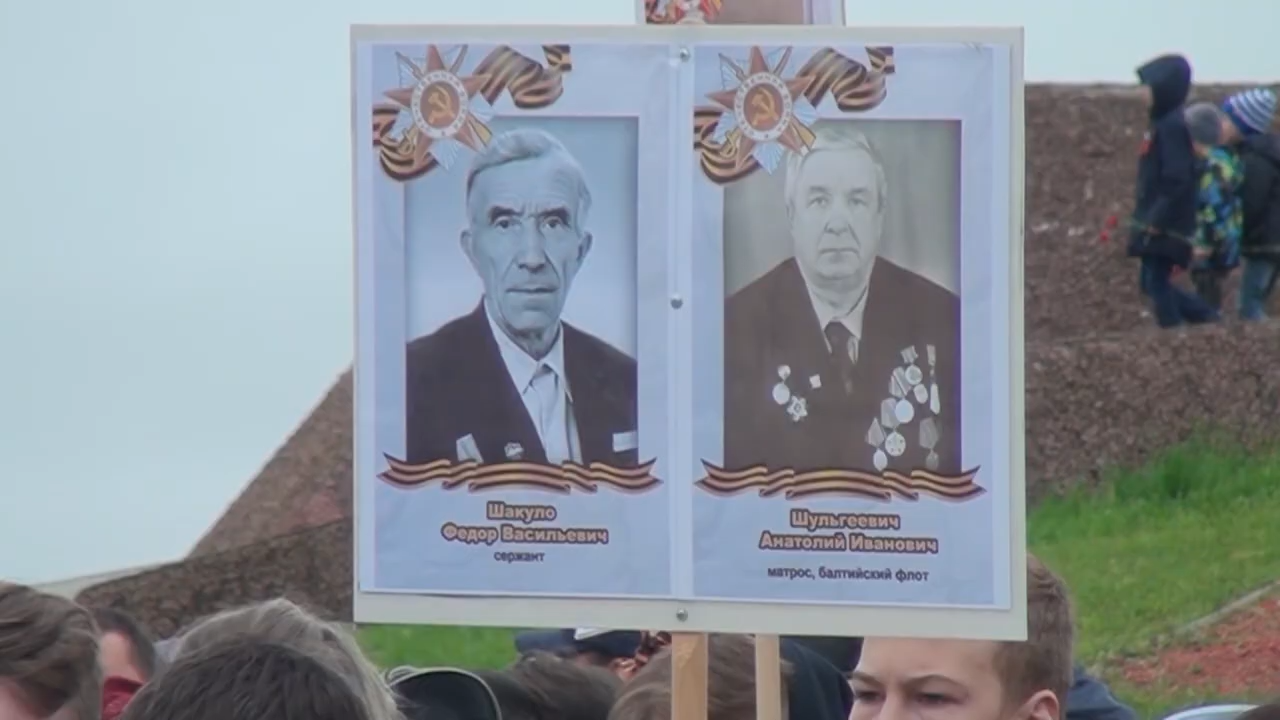 Шакуло
Федор Васильевич
сержант
Шульгеевич
Анатолий Иванович
матрос, балтийский флот